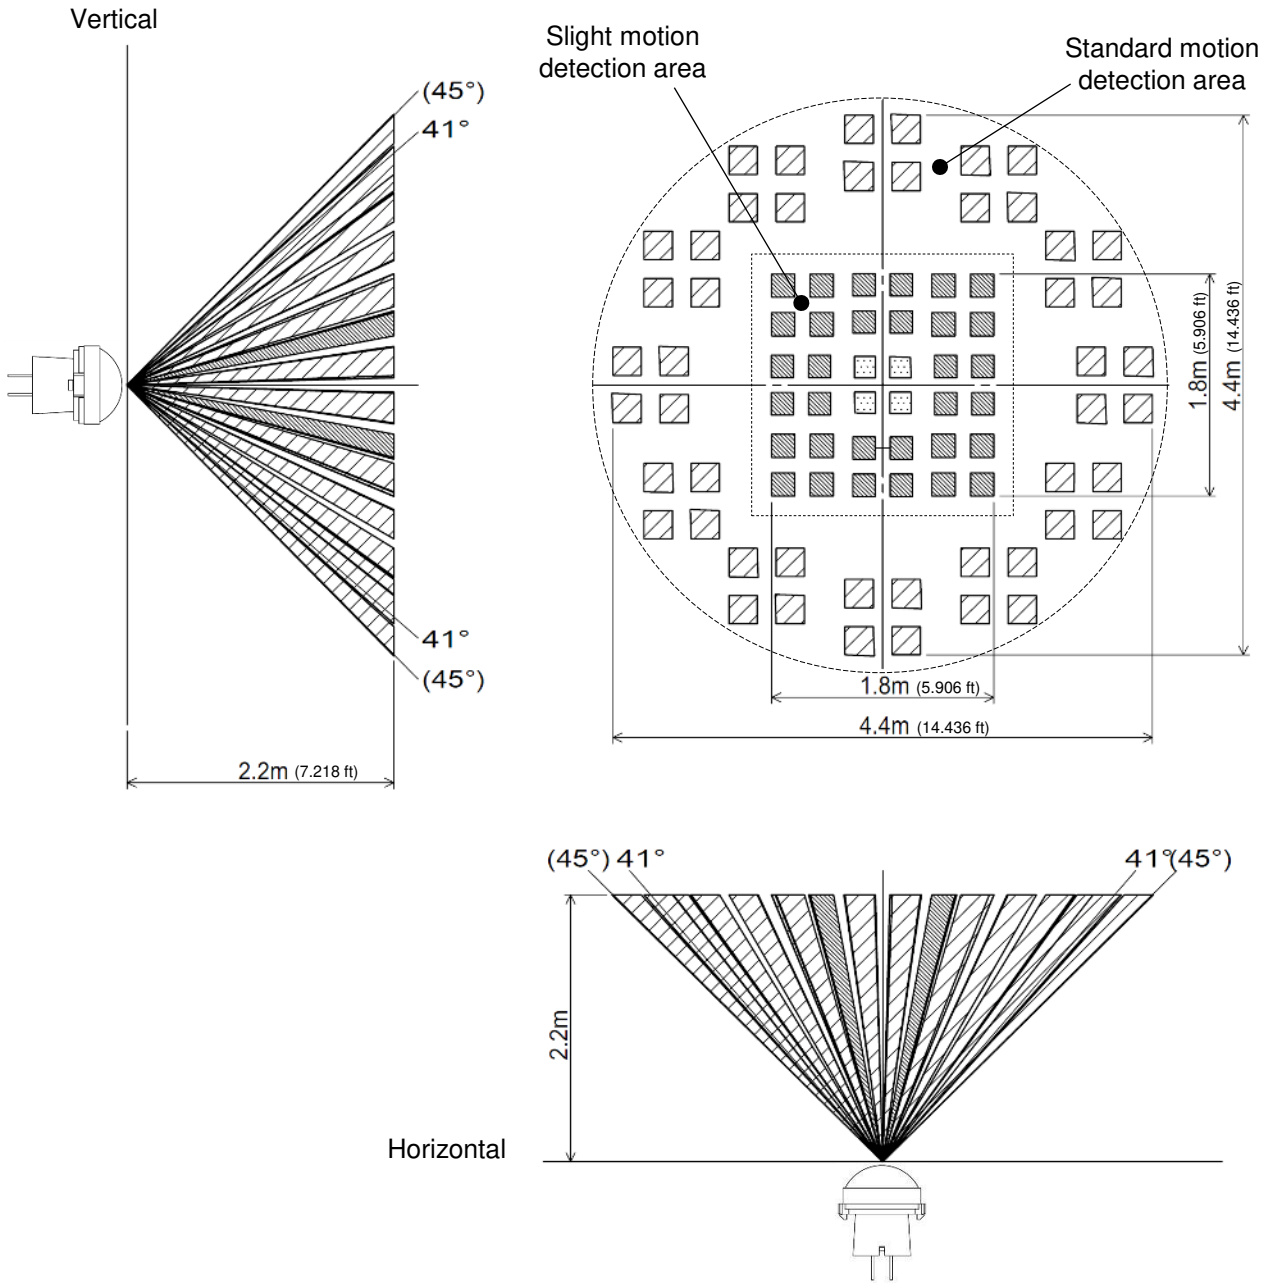 Vertical
(45°)
41°
41°
(45°)
2.2m (7.218 ft)
Slight motion
detection area
Standard motion
detection area
1.8m (5.906 ft)
4.4m (14.436 ft)
1.8m (5.906 ft)
4.4m (14.436 ft)
(45°) 41°
41°(45°)
2.2m
Horizontal